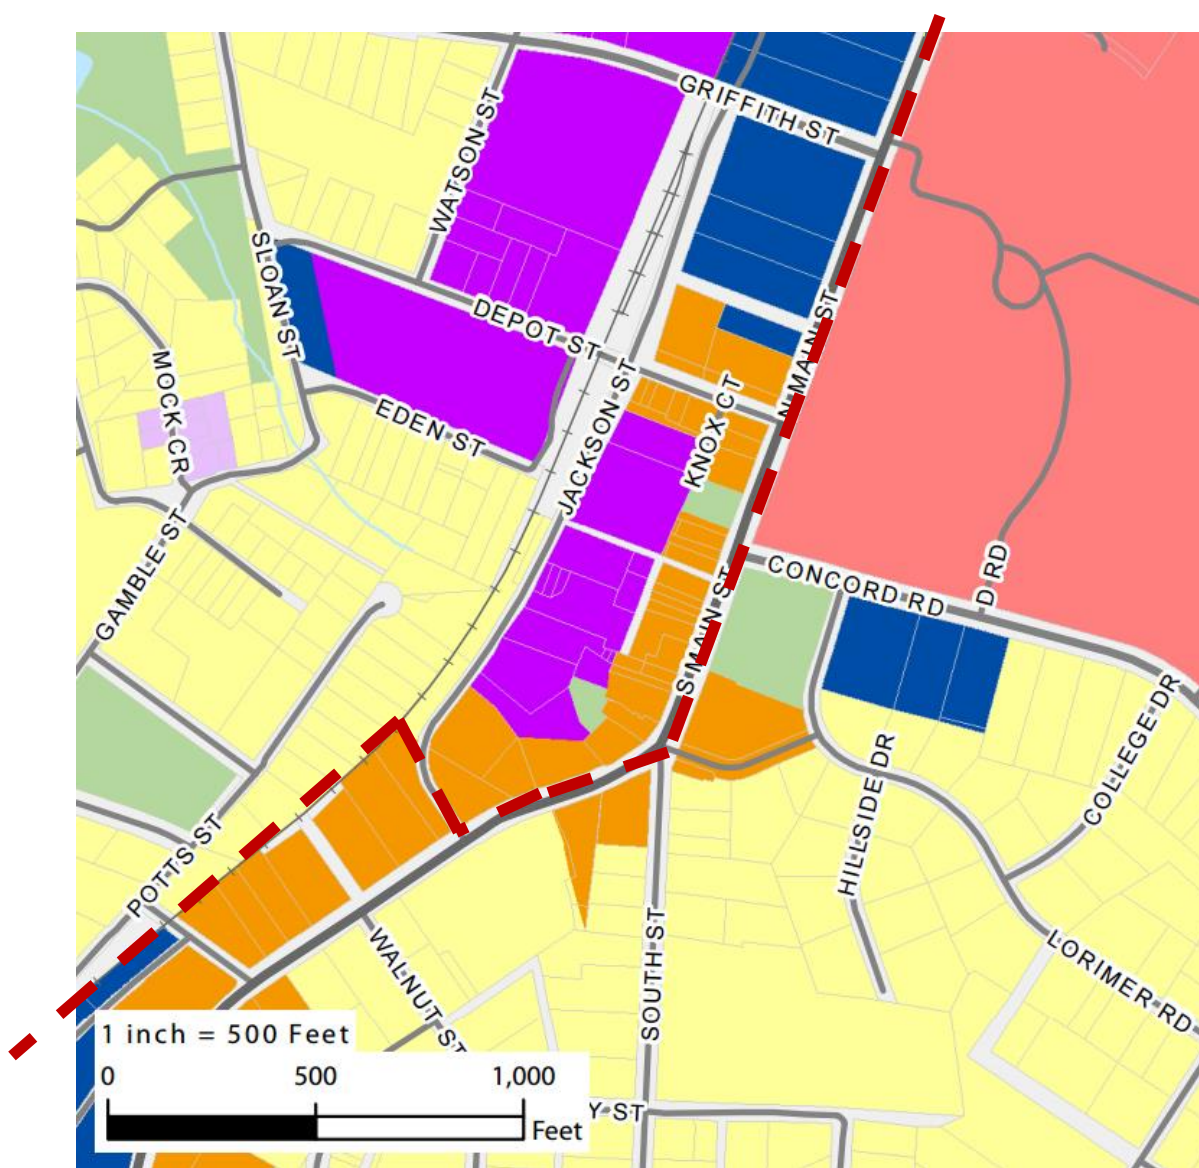 GRIFFITH ST
WATSON ST
SLOAN ST
DEPOT ST
N MAIN ST
MOCK CR
EDEN ST
JACKSON ST
KNOX CT
GAMBLE ST
CONCORD RD
D RD
S MAIN ST
COLLEGE DR
HILLSIDE DR
POTTS ST
WALNUT ST
SOUTH ST
LORIMER RD
1 inch = 500 Feet
0 500 1,000
Feet
Y ST